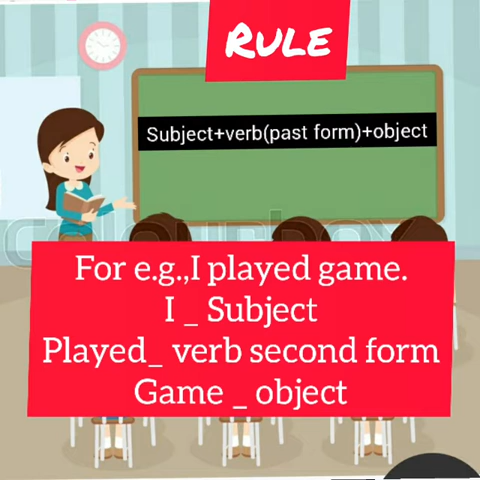 RULE
Subject+verb(past form)+object
For e.g.,I played game.
I _ Subject
Played_ verb second form
Game _ object